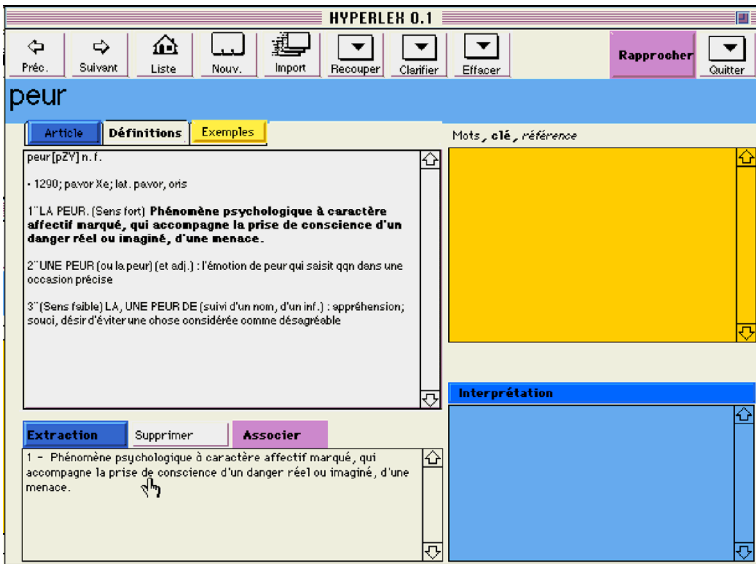 HYPERLEX 0.1
Préc. Suivant Liste Nouv. Import Recouper Clarifier Effacer Rapprocher Quitter
peur
Article Définitions Exemples
Mots, clé, référence
peur [pZY] n. f.
• 1290; pavor Xe; lat. pavor, oris
1¨LA PEUR. (Sens fort) Phénomène psychologique à caractère
affectif marqué, qui accompagne la prise de conscience d'un
danger réel ou imaginé, d'une menace.
2¨UNE PEUR (ou la peur) (et adj.) : l'émotion de peur qui saisit qqn dans une
occasion précise
3¨(Sens faible) LA, UNE PEUR DE (suivi d'un nom, d'un inf.) : appréhension;
souci, désir d'éviter une chose considérée comme désagréable
Interprétation
Extraction Supprimer Associer
1 - Phénomène psychologique à caractère affectif marqué, qui
accompagne la prise de conscience d'un danger réel ou imaginé, d'une
menace.